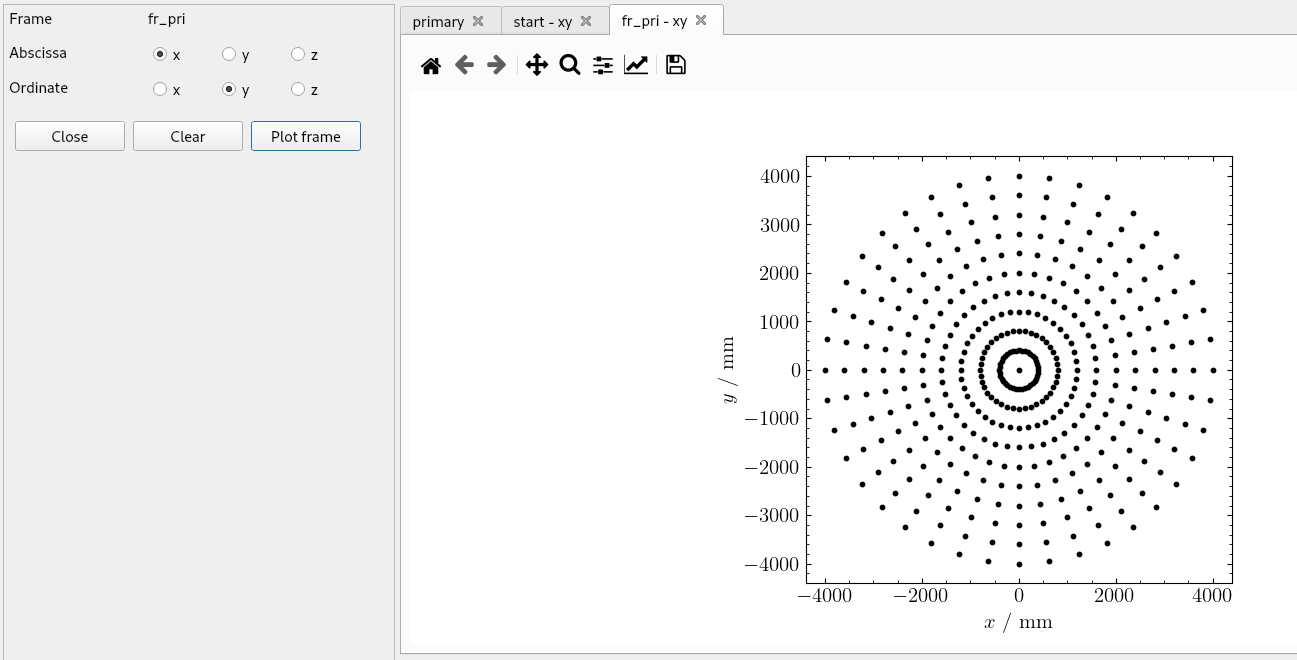 Frame fr_pri
Abscissa x y z
Ordinate x y z
Close Clear Plot frame
primary start - xy fr_pri - xy
4000
3000
2000
1000
0
−1000
−2000
−3000
−4000
y / mm
−4000 −2000 0 2000 4000
x / mm